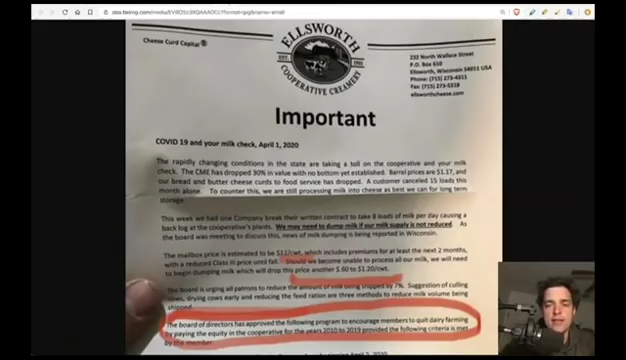 Cheese Curd Capital®
ELLSWORTH
COOPERATIVE CREAMERY
232 North Wallace Street
P.O. Box 610
Ellsworth, Wisconsin 54011 USA
Phone: (715) 273-4311
Fax: (715) 273-5318
ellsworthcheese.com
Important
COVID 19 and your milk check, April 1, 2020
The rapidly changing conditions in the state are taking a toll on the cooperative and your milk
check. The CME has dropped 30% in value with no bottom yet established. Barrel prices are $1.17, and
our bread and butter cheese curds to food service has dropped. A customer canceled 15 loads this
month alone. To counter this, we are still processing milk into cheese as best we can for long term
storage.
This week we had one Company break their written contract to take 8 loads of milk per day causing a
back log at the cooperative's plants. We may need to dump milk if our milk supply is not reduced. As
the board was meeting to discuss this, news of milk dumping is being reported in Wisconsin.
The mailbox price is estimated to be $12/cwt. which includes premiums for at least the next 2 months,
with a reduced Class III price until fall. Should we become unable to process all our milk, we will need
to begin dumping milk which will drop this price another $.60 to $1.20/cwt.
The board is urging all patrons to reduce the amount of milk being shipped by 7%. Suggestion of culling
cows, drying cows early and reducing the feed ration are three methods to reduce milk volume being
shipped.
The board of directors has approved the following program to encourage members to quit dairy farming
by paying the equity in the cooperative for the years 2010 to 2019 provided the following criteria is met
by the member.